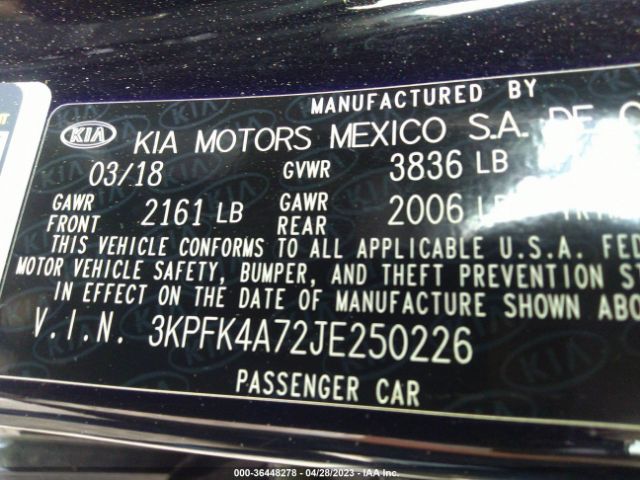 MANUFACTURED BY
KIA KIA MOTORS MEXICO S.A. DE
03/18 GVWR 3836 LB
GAWR FRONT 2161 LB GAWR REAR 2006
THIS VEHICLE CONFORMS TO ALL APPLICABLE U.S.A.
MOTOR VEHICLE SAFETY, BUMPER, AND THEFT PREVENTION
IN EFFECT ON THE DATE OF MANUFACTURE SHOWN
V.I.N. 3KPFK4A72JE250226
PASSENGER CAR
000-36448278 - 04/28/2023 - IAA Inc.